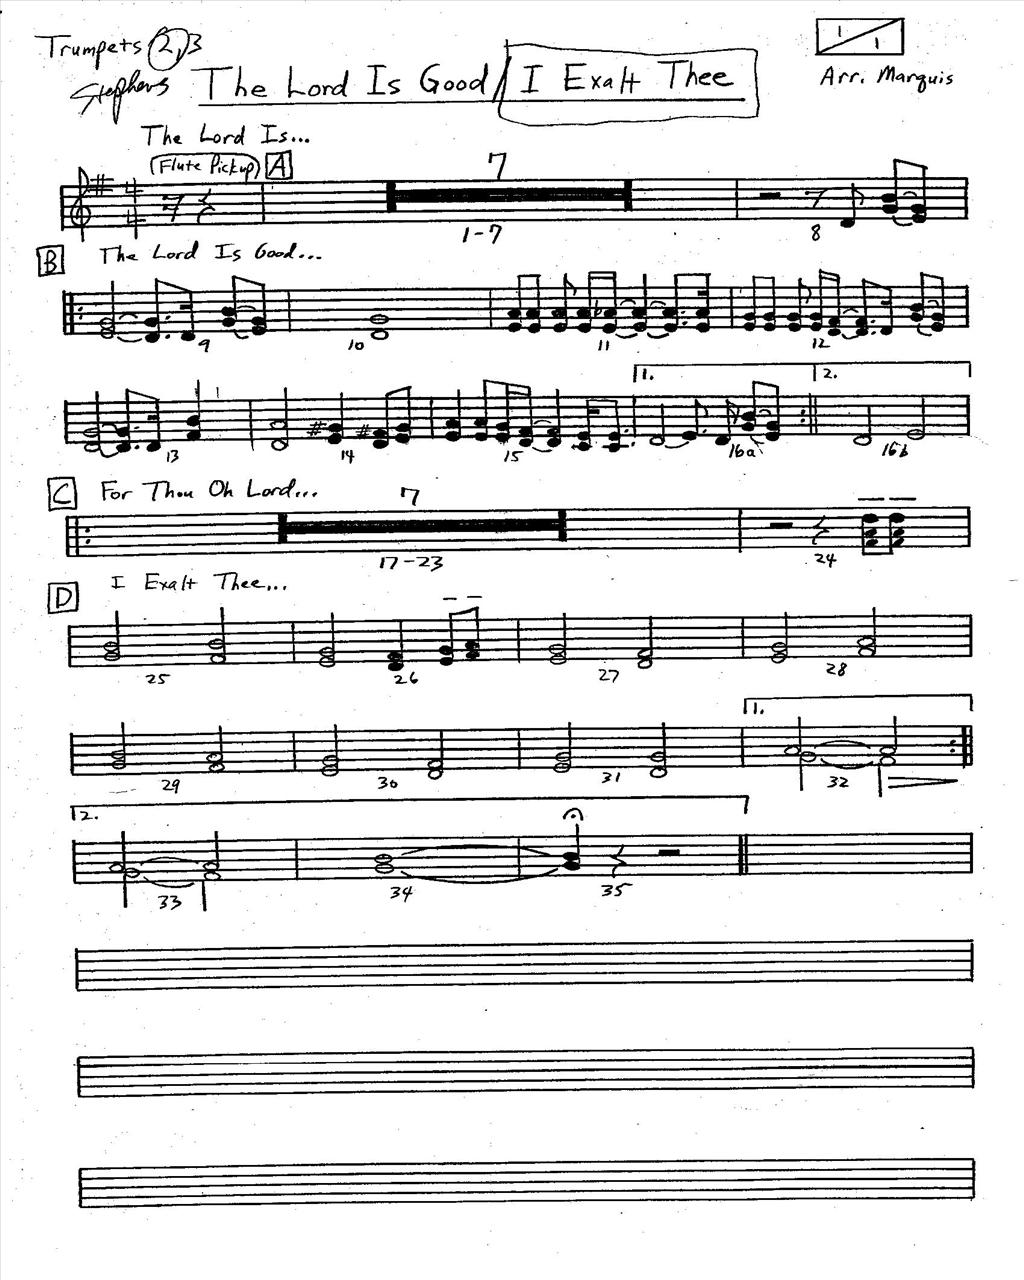 Trumpets 2,3
Stephens
The Lord Is Good/I Exalt Thee
1/1
Arr. Marquis
The Lord Is...
(Flute Pickup) A
7
4
4
1-7 8
B The Lord Is Good...
9 10 11 12
1. 2.
13 14 15 16a 16b
C For Thou Oh Lord...
7
17-23 24
D I Exalt Thee...
25 26 27 28
1.
29 30 31 32
2.
33 34 35